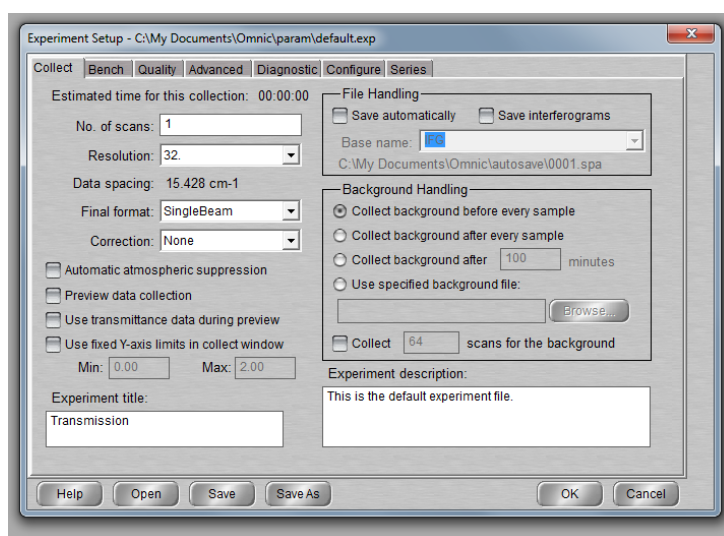 Experiment Setup - C:\My Documents\Omnic\param\default.exp
Collect Bench Quality Advanced Diagnostic Configure Series
Estimated time for this collection: 00:00:00
No. of scans: 1
Resolution: 32.
Data spacing: 15.428 cm-1
Final format: SingleBeam
Correction: None
Automatic atmospheric suppression
Preview data collection
Use transmittance data during preview
Use fixed Y-axis limits in collect window
Min: 0.00 Max: 2.00
Experiment title:
Transmission
File Handling
Save automatically Save interferograms
Base name: IFG
C:\My Documents\Omnic\autosave\0001.spa
Background Handling
Collect background before every sample
Collect background after every sample
Collect background after 100 minutes
Use specified background file:
Browse...
Collect 64 scans for the background
Experiment description:
This is the default experiment file.
Help Open Save Save As OK Cancel